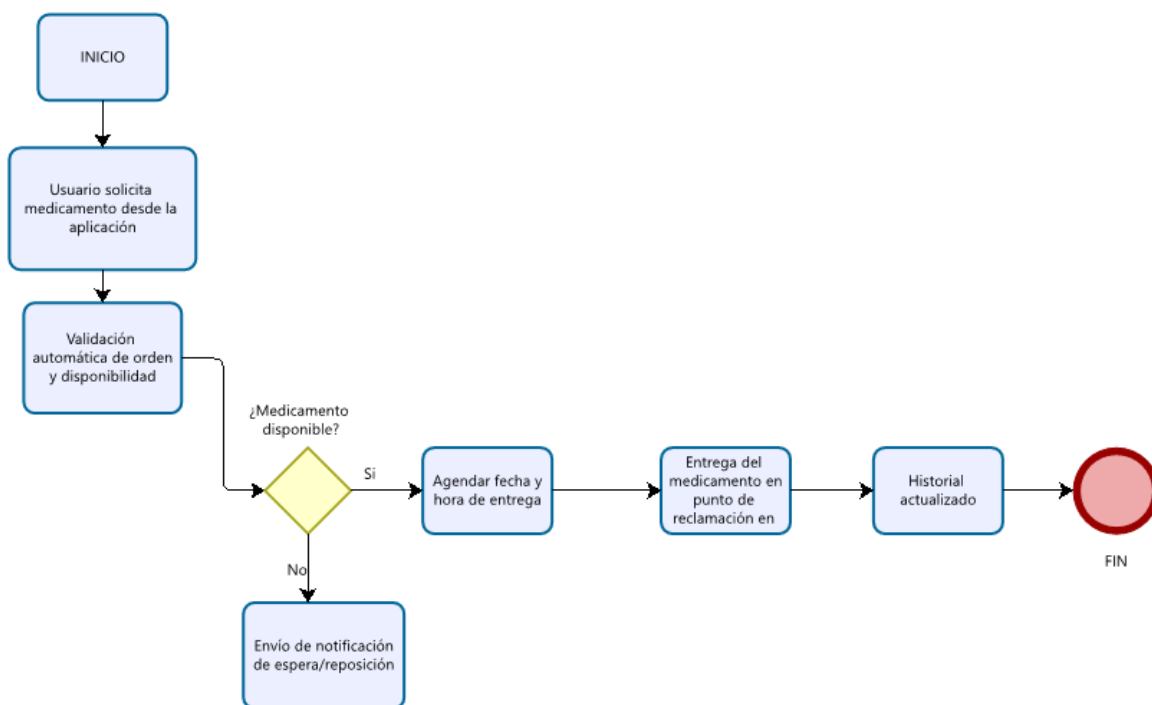 INICIO
Usuario solicita
medicamento desde la
aplicación
Validación
automática de orden
y disponibilidad
¿Medicamento
disponible?
Si
No
Agendar fecha y
hora de entrega
Entrega del
medicamento en
punto de
reclamación en
Historial
actualizado
FIN
Envío de notificación
de espera/reposición